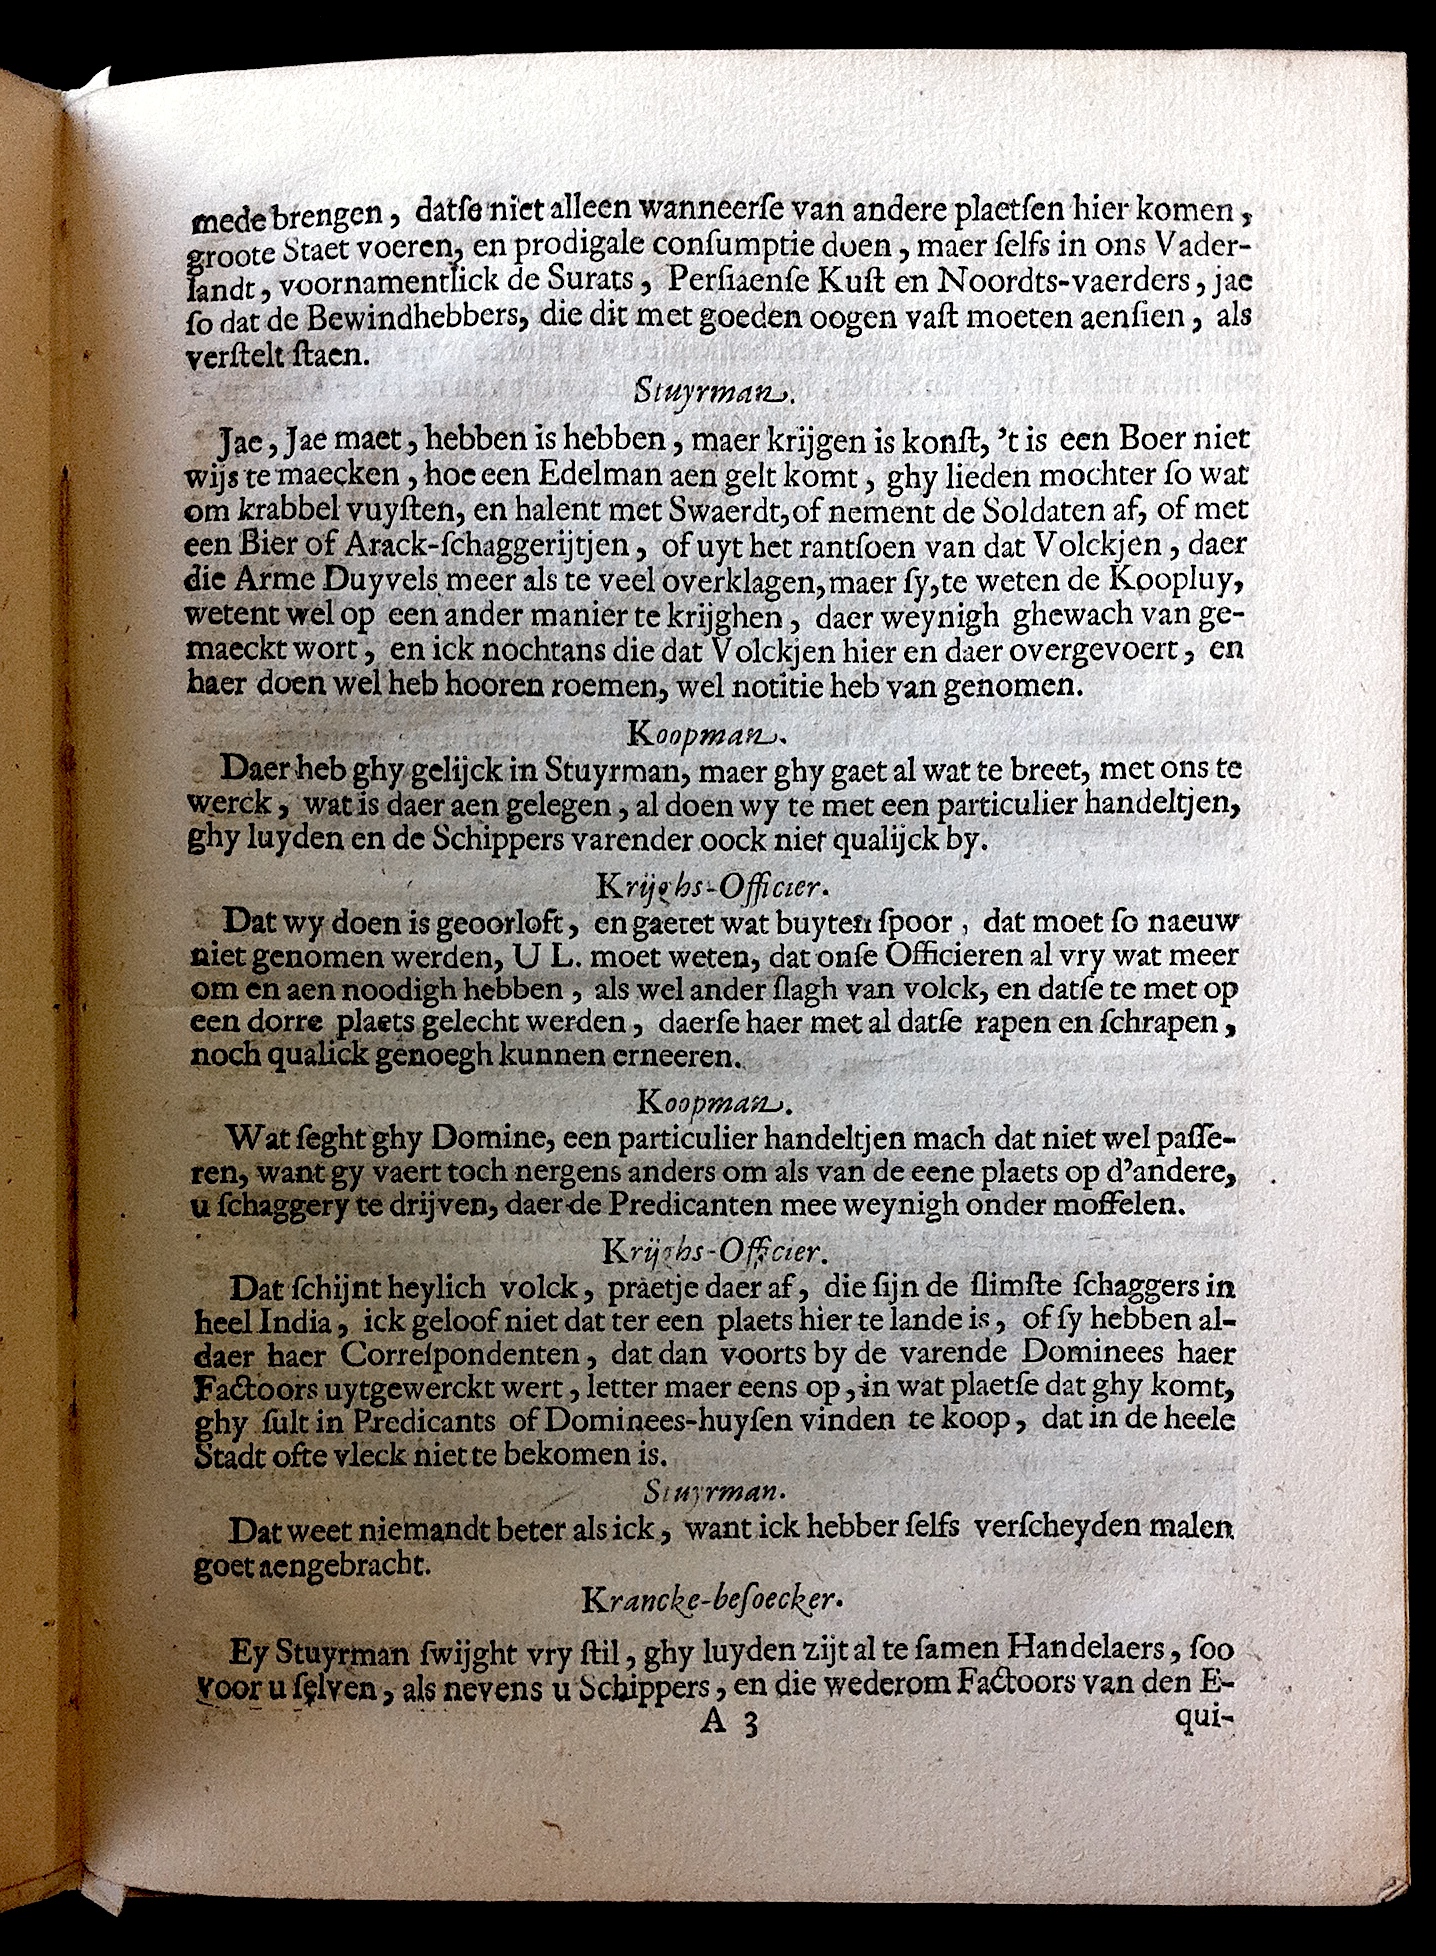 mede brengen, datſe niet alleen wanneerſe van andere plaetſen hier komen,
groote Staet voeren, en prodigale conſumptie doen, maer ſelfs in ons Vader-
landt, voornamentlick de Surats, Perſiaenſe Kuſt en Noordts-vaerders, jae
ſo dat de Bewindhebbers, die dit met goeden oogen vaſt moeten aenſien, als
verſtelt ſtaen.
Stuyrman.
Jae, Jae maet, hebben is hebben, maer krijgen is konſt, 't is een Boer niet
wijs te maecken, hoe een Edelman aen gelt komt, ghy lieden mochter ſo wat
om krabbel vuyſten, en halent met Swaerdt, of nement de Soldaten af, of met
een Bier of Arack-ſchaggerijtjen, of uyt het rantſoen van dat Volckjen, daer
die Arme Duyvels meer als te veel overklagen, maer ſy, te weten de Koopluy,
wetent wel op een ander manier te krijghen, daer weynigh ghewach van ge-
maeckt wort, en ick nochtans die dat Volckjen hier en daer overgevoert, en
haer doen wel heb hooren roemen, wel notitie heb van genomen.
Koopman.
Daer heb ghy gelijck in Stuyrman, maer ghy gaet al wat te breet, met ons te
werck, wat is daer aen gelegen, al doen wy te met een particulier handeltjen,
ghy luyden en de Schippers varender oock niet qualijck by.
Krijghs-Officier.
Dat wy doen is geoorloft, en gaetet wat buyten ſpoor, dat moet ſo naeuw
niet genomen werden, U L. moet weten, dat onſe Officieren al vry wat meer
om en aen noodigh hebben, als wel ander ſlagh van volck, en datſe te met op
een dorre plaets gelecht werden, daerſe haer met al datſe rapen en ſchrapen,
noch qualick genoegh kunnen erneeren.
Koopman.
Wat ſeght ghy Domine, een particulier handeltjen mach dat niet wel paſſe-
ren, want gy vaert toch nergens anders om als van de eene plaets op d'andere,
u ſchaggery te drijven, daer de Predicanten mee weynigh onder moffelen.
Krijghs-Officier.
Dat ſchijnt heylich volck, praetje daer af, die ſijn de ſlimſte ſchaggers in
heel India, ick geloof niet dat ter een plaets hier te lande is, of ſy hebben al-
daer haer Correſpondenten, dat dan voorts by de varende Dominees haer
Factoors uytgewerckt wert, letter maer eens op, in wat plaetſe dat ghy komt,
ghy ſult in Predicants of Dominees-huyſen vinden te koop, dat in de heele
Stadt ofte vleck niet te bekomen is.
Stuyrman.
Dat weet niemandt beter als ick, want ick hebber ſelfs verſcheyden malen
goet aengebracht.
Krancke-beſoecker.
Ey Stuyrman ſwijght vry ſtil, ghy luyden zijt al te ſamen Handelaers, ſoo
voor u ſelven, als nevens u Schippers, en die wederom Factoors van den E-
A 3
qui-